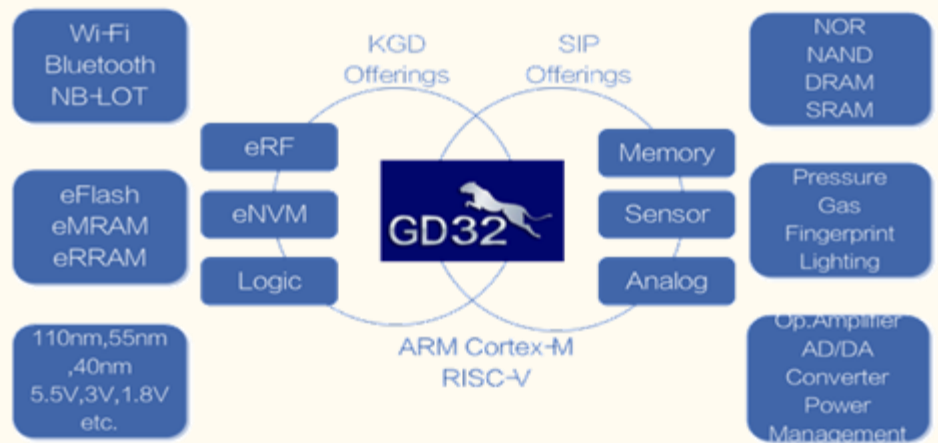 Wi-Fi
Bluetooth
NB-LOT
eFlash
eMRAM
eRRAM
110nm,55nm
,40nm
5.5V,3V,1.8V
etc.
KGD
Offerings
eRF
eNVM
Logic
GD32
SIP
Offerings
Memory
Sensor
Analog
ARM Cortex-M
RISC-V
NOR
NAND
DRAM
SRAM
Pressure
Gas
Fingerprint
Lighting
Op.Amplifier
AD/DA
Converter
Power
Management